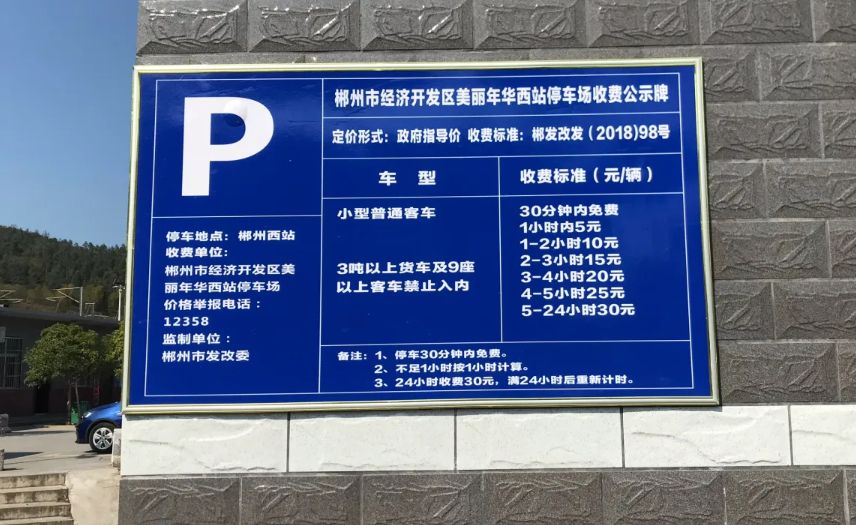 P
郴州市经济开发区美丽年华西站停车场收费公示牌
定价形式：政府指导价 收费标准：郴发改发（2018)98号
车 型
收费标准（元/辆）
小型普通客车
3吨以上货车及9座
以上客车禁止入内
30分钟内免费
1小时内5元
1-2小时10元
2-3小时15元
3-4小时20元
4-5小时25元
5-24小时30元
停车地点：郴州西站
收费单位：
郴州市经济开发区美
丽年华西站停车场
价格举报电话：
12358
监制单位：
郴州市发改委
备注：1、停车30分钟内免费。
2、不足1小时按1小时计算。
3、24小时收费30元，满24小时后重新计时。